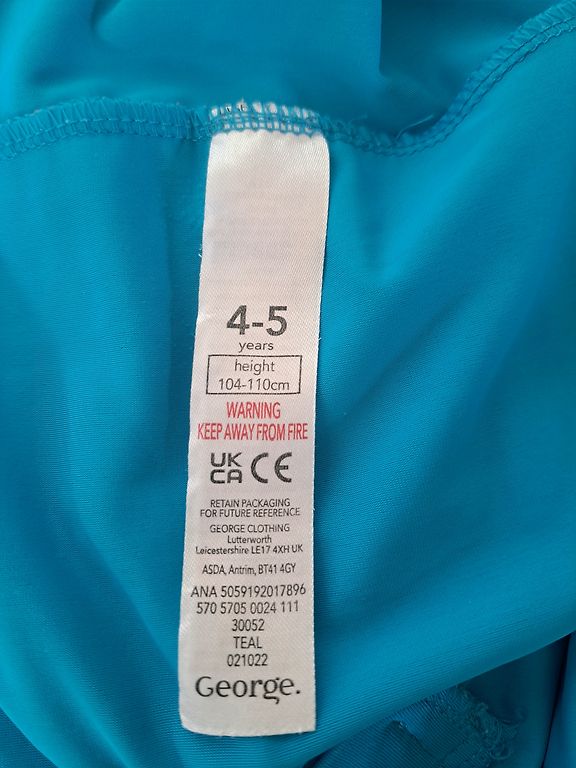 4-5
years
height
104-110cm
WARNING
KEEP AWAY FROM FIRE
UK
CA CE
RETAIN PACKAGING
FOR FUTURE REFERENCE
GEORGE CLOTHING
Lutterworth
Leicestershire LE17 4XH UK
ASDA, Antrim, BT41 4GY
ANA 5059192017896
570 5705 0024 111
30052
TEAL
021022
George.